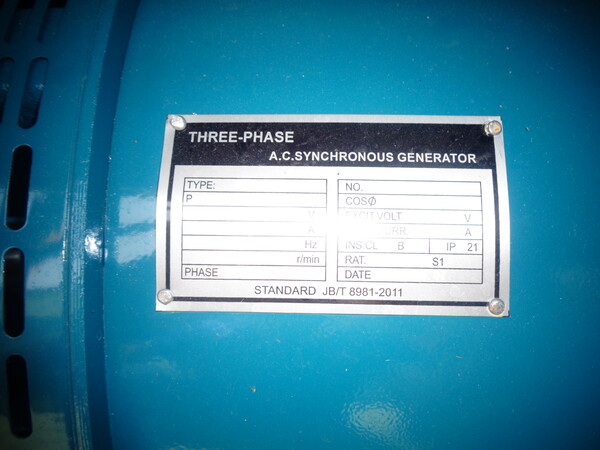 THREE-PHASE
A.C.SYNCHRONOUS GENERATOR
TYPE:
P
V
A
Hz
r/min
PHASE
NO.
COSØ
EXCIT.VOLT V
A
INS.CL B IP 21
RAT. S1
DATE
STANDARD JB/T 8981-2011